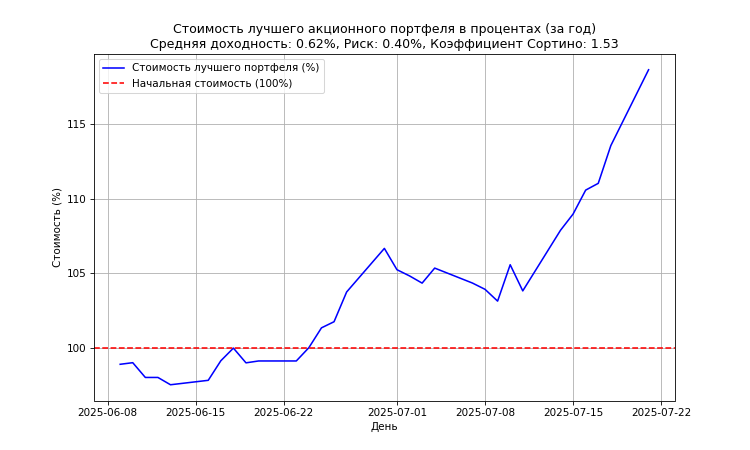 Стоимость лучшего акционного портфеля в процентах (за год)
Средняя доходность: 0.62%, Риск: 0.40%, Коэффициент Сортино: 1.53
Стоимость лучшего портфеля (%)
Начальная стоимость (100%)
Стоимость (%)
115
110
105
100
2025-06-08
2025-06-15
2025-06-22
2025-07-01
2025-07-08
2025-07-15
2025-07-22
День